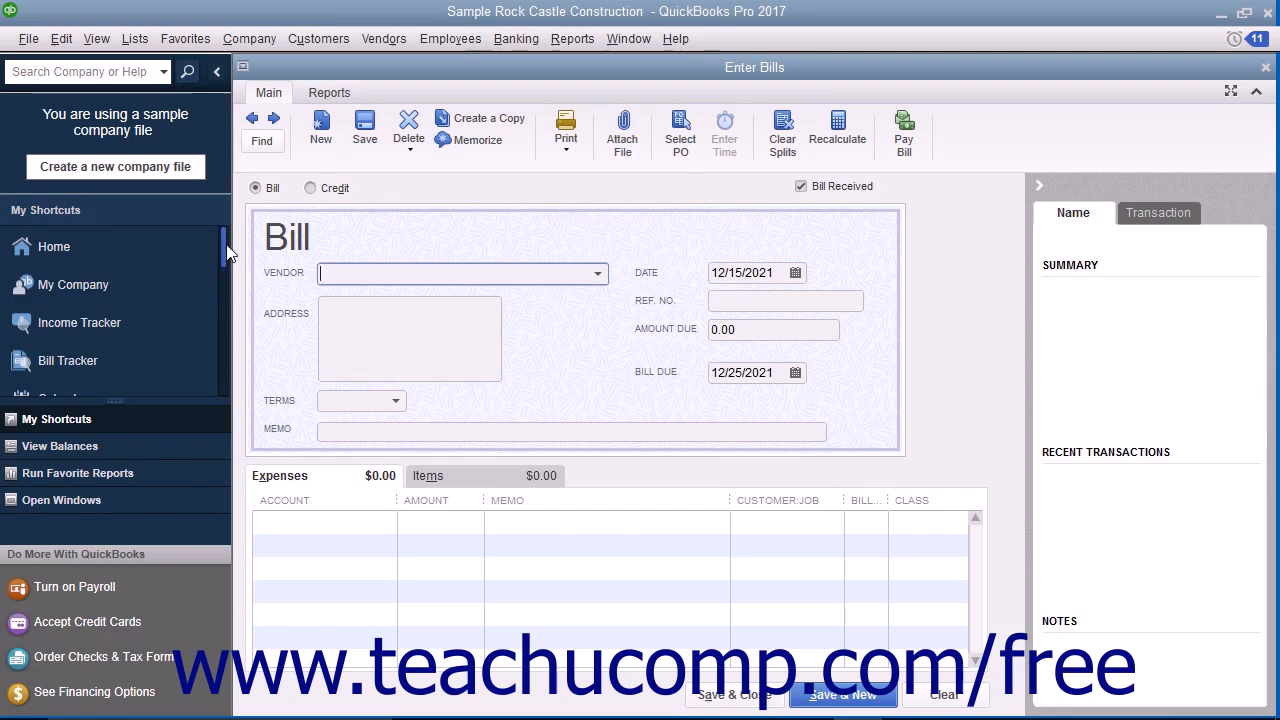 qb
Sample Rock Castle Construction - QuickBooks Pro 2017
File Edit View Lists Favorites Company Customers Vendors Employees Banking Reports Window Help
11
Search Company or Help
Enter Bills
You are using a sample
company file
Create a new company file
My Shortcuts
Home
My Company
Income Tracker
Bill Tracker
My Shortcuts
View Balances
Run Favorite Reports
Open Windows
Do More With QuickBooks
Turn on Payroll
Accept Credit Cards
Order Checks & Tax Form
See Financing Options
Main Reports
Find
New
Save
Delete
Create a Copy
Memorize
Print
Attach
File
Select
PO
Enter
Time
Clear
Splits
Recalculate
Pay
Bill
Bill Credit Bill Received
Bill
VENDOR
DATE 12/15/2021
ADDRESS
REF. NO.
AMOUNT DUE 0.00
BILL DUE 12/25/2021
TERMS
MEMO
Expenses $0.00 Items $0.00
ACCOUNT AMOUNT MEMO CUSTOMER:JOB BILL... CLASS
Save & Close Save & New Clear
Name Transaction
SUMMARY
RECENT TRANSACTIONS
NOTES
www.teachucomp.com/free